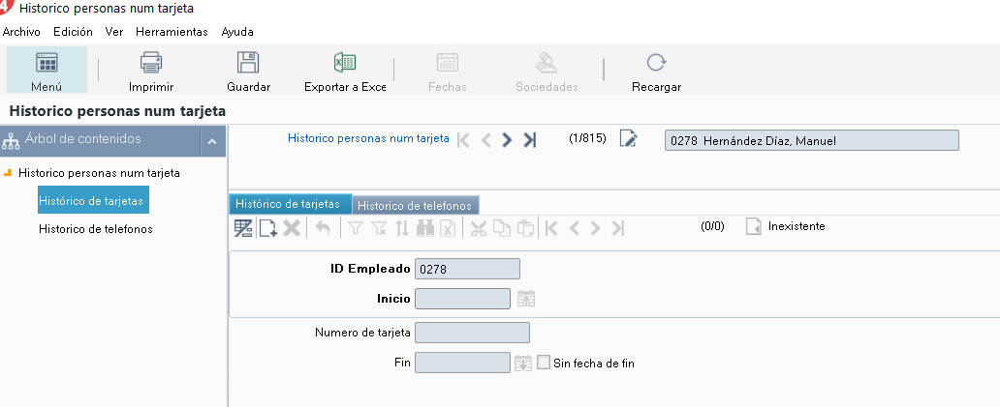 4 Historico personas num tarjeta
Archivo Edición Ver Herramientas Ayuda
Menú Imprimir Guardar Exportar a Exce Fechas Sociedades Recargar
Historico personas num tarjeta
Árbol de contenidos
Historico personas num tarjeta (1/815) 0278 Hernández Díaz, Manuel
Historico personas num tarjeta
Histórico de tarjetas
Historico de telefonos
Histórico de tarjetas Historico de telefonos
(0/0) Inexistente
ID Empleado 0278
Inicio
Numero de tarjeta
Fin Sin fecha de fin